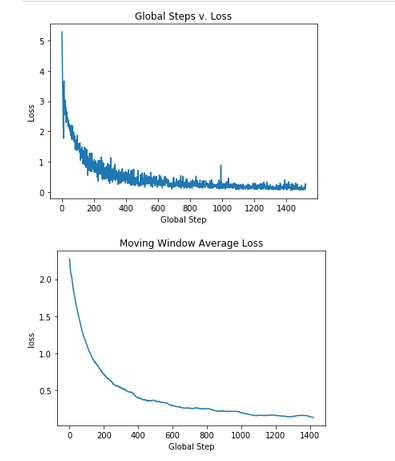 Global Steps v. Loss
5
4
3
2
1
0
Loss
0 200 400 600 800 1000 1200 1400
Global Step
Moving Window Average Loss
2.0
1.5
1.0
0.5
loss
0 200 400 600 800 1000 1200 1400
Global Step